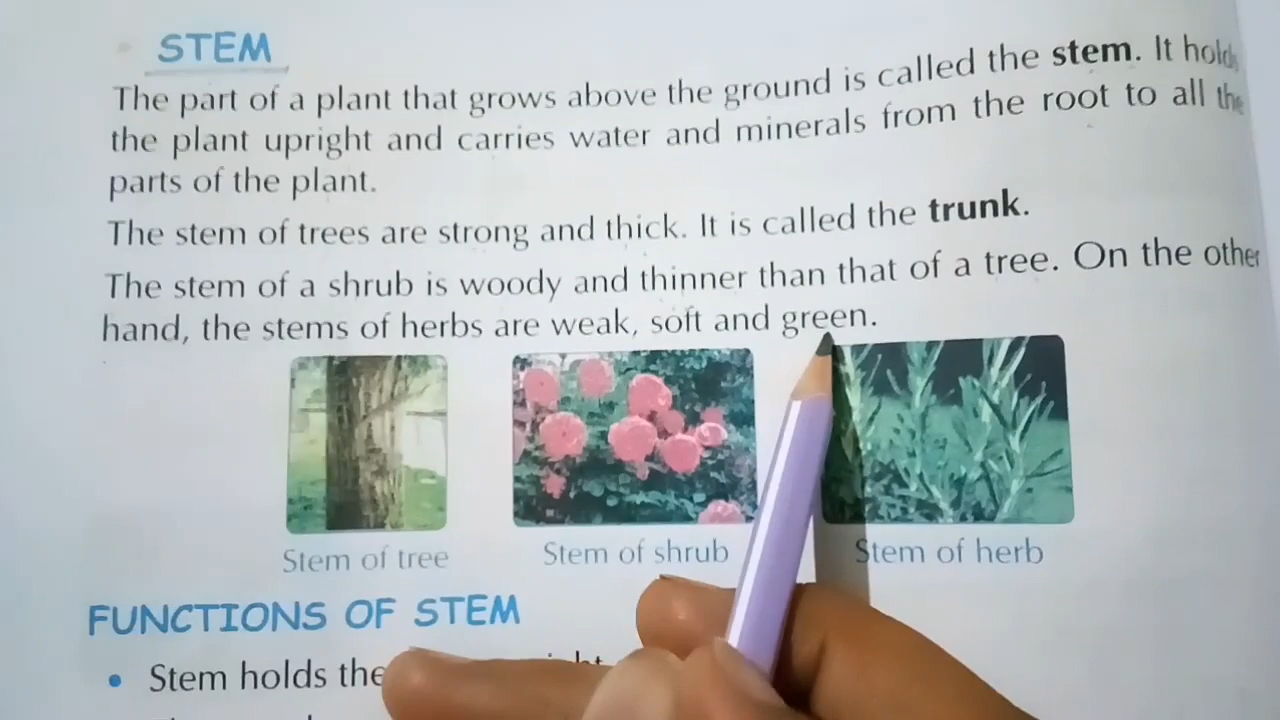 STEM
The part of a plant that grows above the ground is called the stem. It holds
the plant upright and carries water and minerals from the root to all the
parts of the plant.
The stem of trees are strong and thick. It is called the trunk.
The stem of a shrub is woody and thinner than that of a tree. On the other
hand, the stems of herbs are weak, soft and green.
Stem of tree
Stem of shrub
Stem of herb
FUNCTIONS OF STEM
• Stem holds the